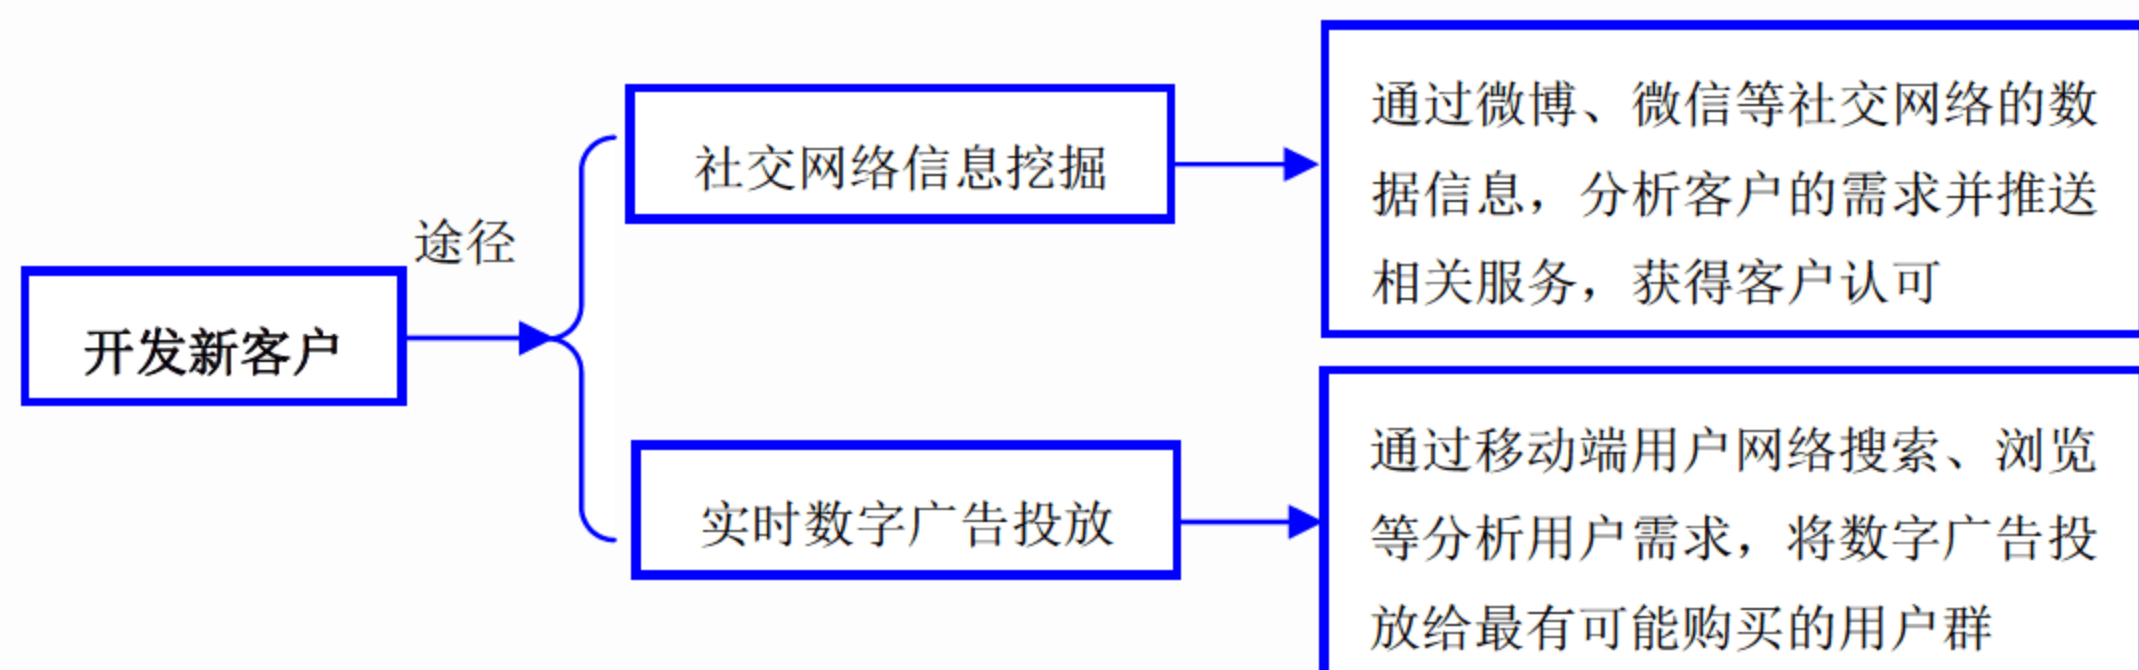 开发新客户
途径
社交网络信息挖掘
通过微博、微信等社交网络的数
据信息，分析客户的需求并推送
相关服务，获得客户认可
实时数字广告投放
通过移动端用户网络搜索、浏览
等分析用户需求，将数字广告投
放给最有可能购买的用户群